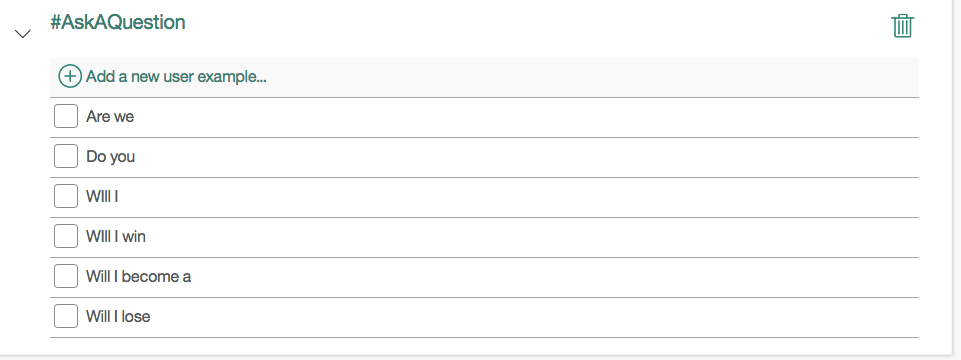 #AskAQuestion
Add a new user example...
Are we
Do you
WIll I
WIll I win
Will I become a
Will I lose